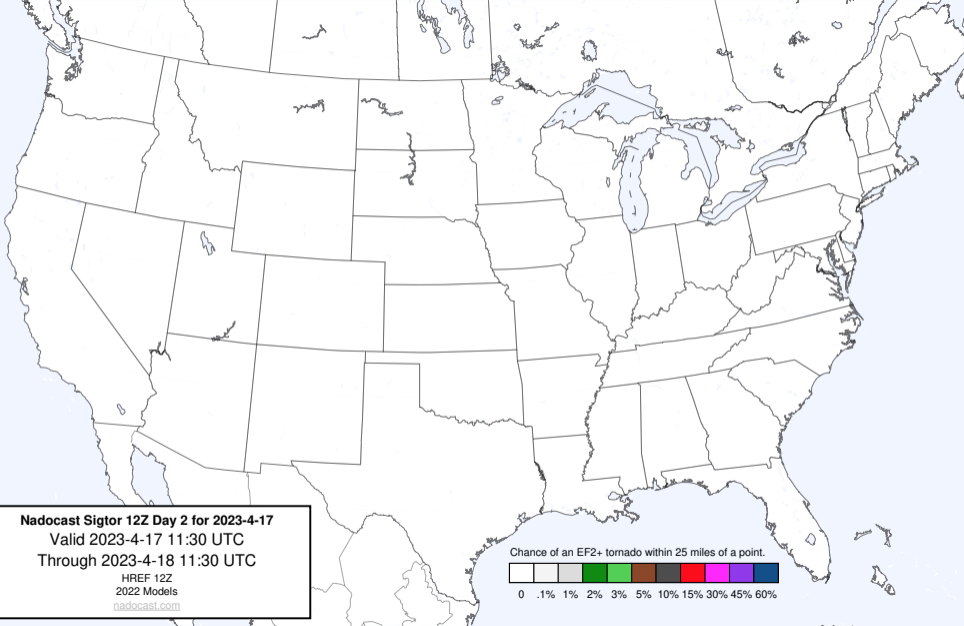 Nadocast Sigtor 12Z Day 2 for 2023-4-17
Valid 2023-4-17 11:30 UTC
Through 2023-4-18 11:30 UTC
HREF 12Z
2022 Models
nadocast.com
Chance of an EF2+ tornado within 25 miles of a point.
0 .1% 1% 2% 3% 5% 10% 15% 30% 45% 60%